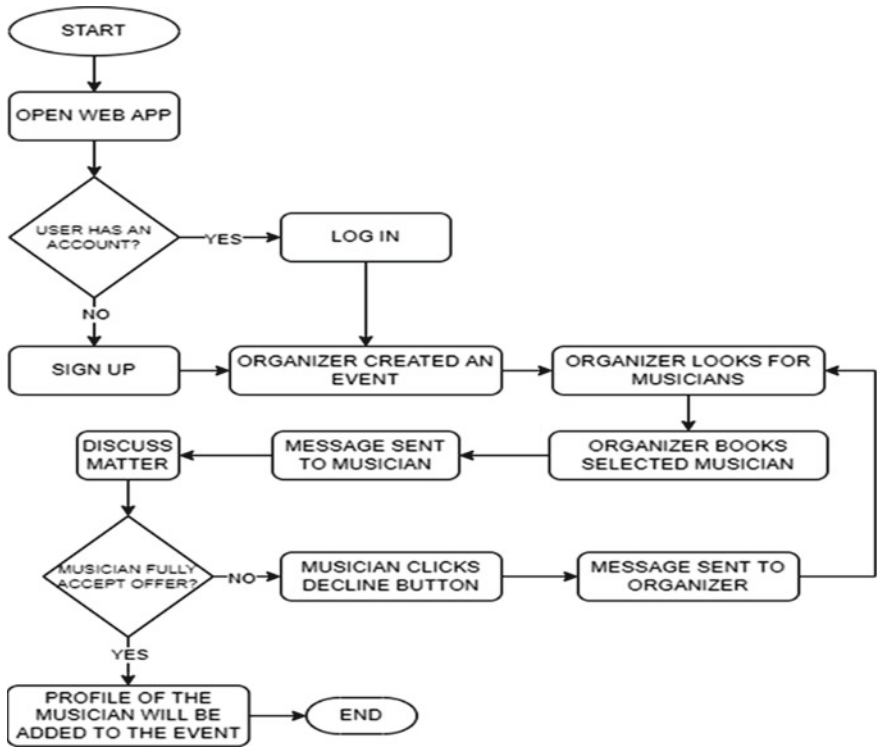 START
OPEN WEB APP
USER HAS AN
ACCOUNT?
YES
LOG IN
NO
SIGN UP
ORGANIZER CREATED AN
EVENT
ORGANIZER LOOKS FOR
MUSICIANS
DISCUSS
MATTER
MESSAGE SENT
TO MUSICIAN
ORGANIZER BOOKS
SELECTED MUSICIAN
MUSICIAN FULLY
ACCEPT OFFER?
NO
MUSICIAN CLICKS
DECLINE BUTTON
MESSAGE SENT TO
ORGANIZER
YES
PROFILE OF THE
MUSICIAN WILL BE
ADDED TO THE EVENT
END